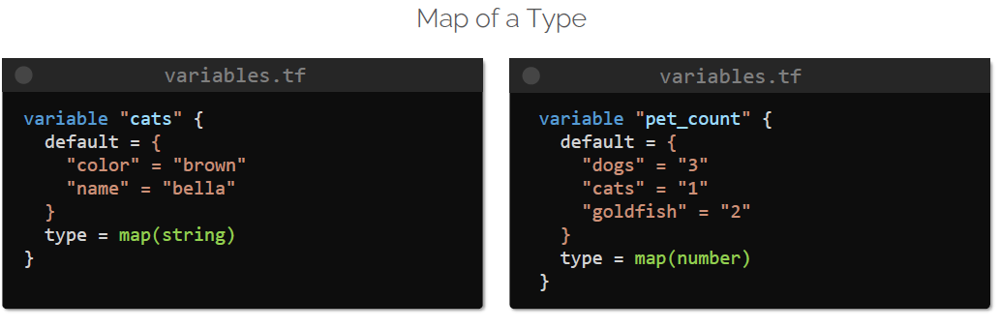 Map of a Type
variables.tf
variable "cats" {
  default = {
    "color" = "brown"
    "name" = "bella"
  }
  type = map(string)
}
variables.tf
variable "pet_count" {
  default = {
    "dogs" = "3"
    "cats" = "1"
    "goldfish" = "2"
  }
  type = map(number)
}